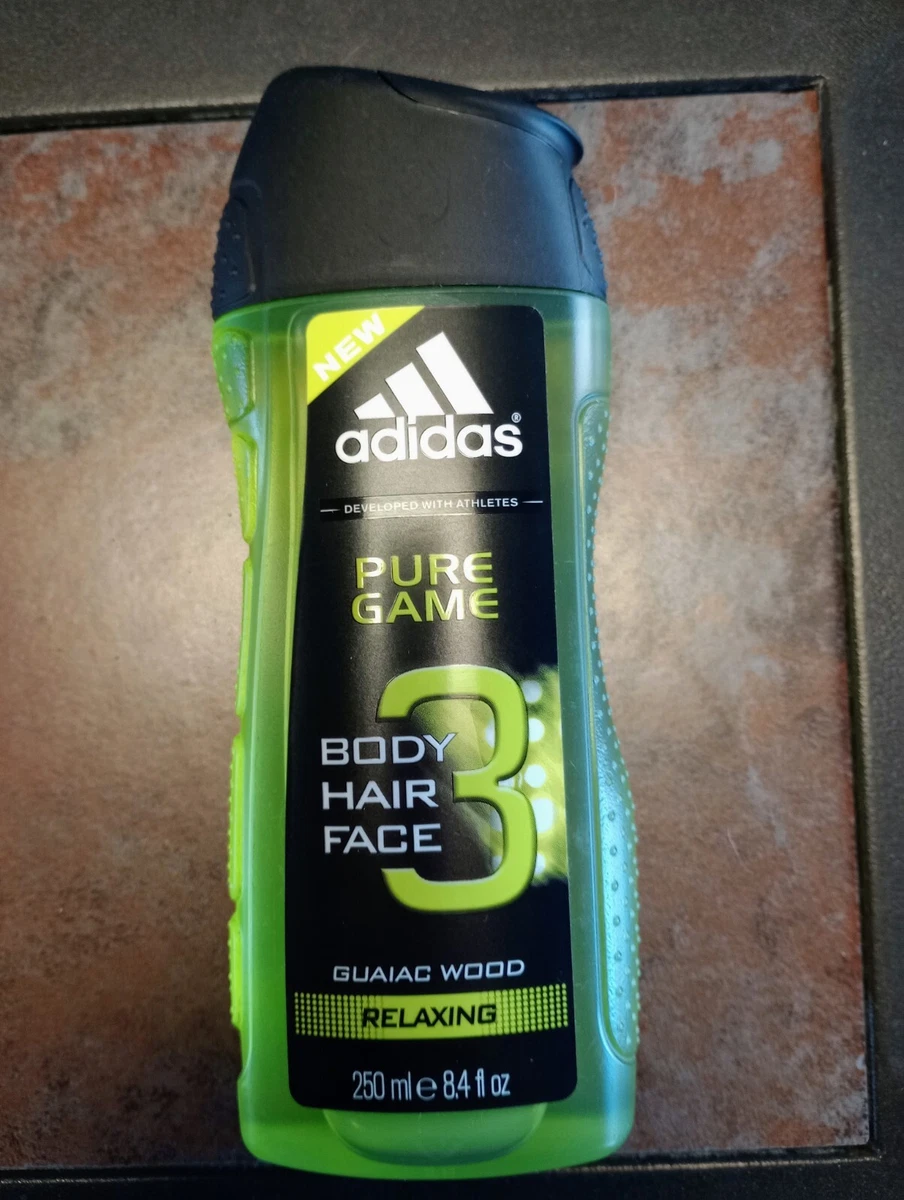 NEW
adidas®
DEVELOPED WITH ATHLETES
PURE
GAME
3
BODY
HAIR
FACE
GUAIAC WOOD
RELAXING
250 ml e 8.4 fl oz